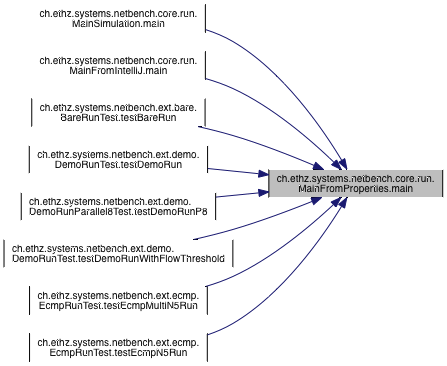 ch.ethz.systems.netbench.core.run.
MainSimulation.main
ch.ethz.systems.netbench.core.run.
MainFromIntelliJ.main
ch.ethz.systems.netbench.ext.bare.
BareRunTest.testBareRun
ch.ethz.systems.netbench.ext.demo.
DemoRunTest.testDemoRun
ch.ethz.systems.netbench.core.run.
MainFromProperties.main
ch.ethz.systems.netbench.ext.demo.
DemoRunParallel8Test.testDemoRunP8
ch.ethz.systems.netbench.ext.demo.
DemoRunTest.testDemoRunWithFlowThreshold
ch.ethz.systems.netbench.ext.ecmp.
EcmpRunTest.testEcmpMultiN5Run
ch.ethz.systems.netbench.ext.ecmp.
EcmpRunTest.testEcmpN5Run